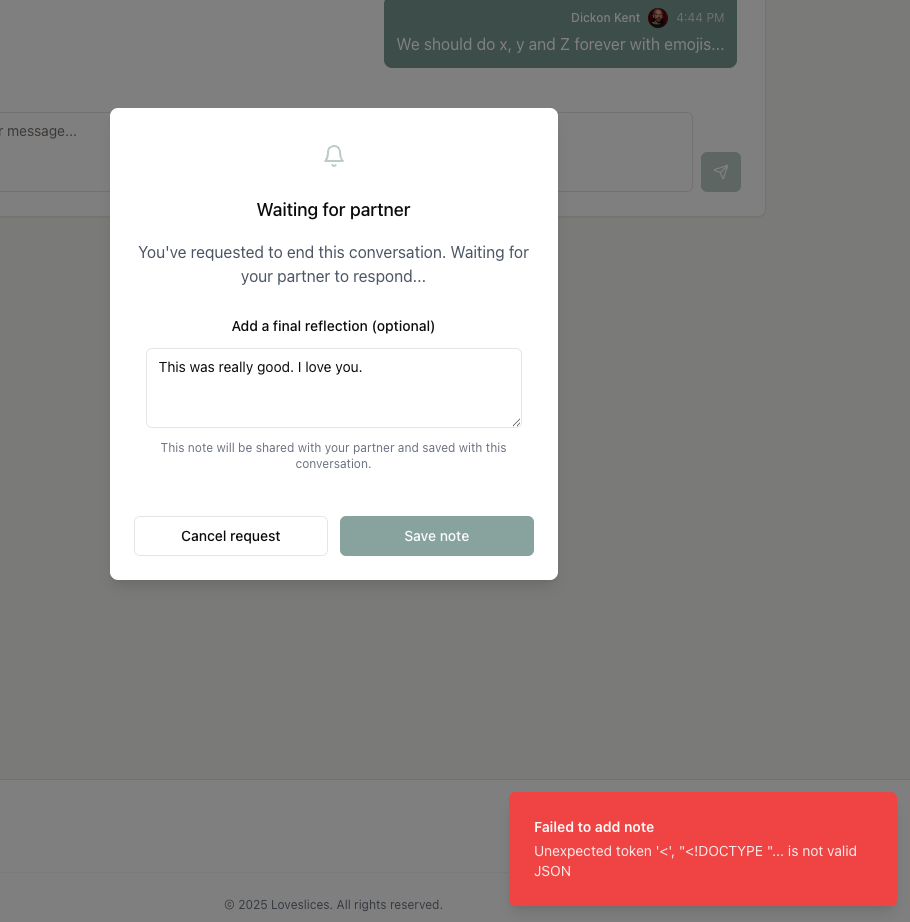 Dickon Kent 4:44 PM
We should do x, y and Z forever with emojis...
r message...
Waiting for partner
You've requested to end this conversation. Waiting for
your partner to respond...
Add a final reflection (optional)
This was really good. I love you.
This note will be shared with your partner and saved with this
conversation.
Cancel request
Save note
Failed to add note
Unexpected token '<', "<!DOCTYPE "... is not valid
JSON
© 2025 Loveslices. All rights reserved.